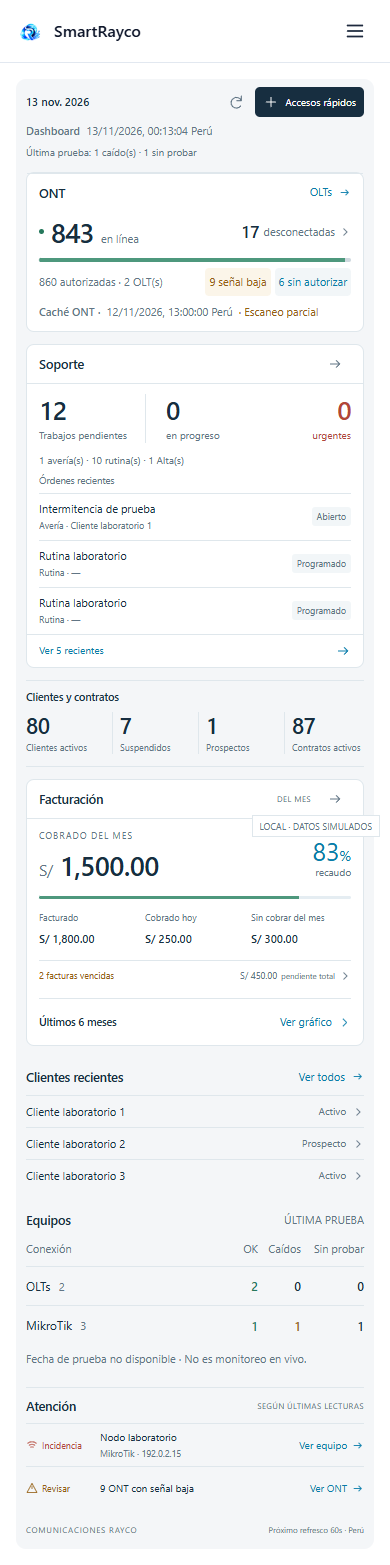 SmartRayco
13 nov. 2026
Accesos rápidos
Dashboard 13/11/2026, 00:13:04 Perú
Última prueba: 1 caído(s) · 1 sin probar
ONT
OLTs →
843 en línea
17 desconectadas
860 autorizadas · 2 OLT(s)
9 señal baja
6 sin autorizar
Caché ONT · 12/11/2026, 13:00:00 Perú · Escaneo parcial
Soporte →
12
Trabajos pendientes
0
en progreso
0
urgentes
1 avería(s) · 10 rutina(s) · 1 Alta(s)
Órdenes recientes
Intermitencia de prueba
Avería · Cliente laboratorio 1
Abierto
Rutina laboratorio
Rutina · —
Programado
Rutina laboratorio
Rutina · —
Programado
Ver 5 recientes →
Clientes y contratos
80
Clientes activos
7
Suspendidos
1
Prospectos
87
Contratos activos
Facturación
DEL MES →
LOCAL · DATOS SIMULADOS
COBRADO DEL MES
S/ 1,500.00
83%
recaudo
Facturado
S/ 1,800.00
Cobrado hoy
S/ 250.00
Sin cobrar del mes
S/ 300.00
2 facturas vencidas
S/ 450.00 pendiente total
Últimos 6 meses
Ver gráfico
Clientes recientes
Ver todos →
Cliente laboratorio 1
Activo
Cliente laboratorio 2
Prospecto
Cliente laboratorio 3
Activo
Equipos
ÚLTIMA PRUEBA
Conexión OK Caídos Sin probar
OLTs 2 2 0 0
MikroTik 3 1 1 1
Fecha de prueba no disponible · No es monitoreo en vivo.
Atención
SEGÚN ÚLTIMAS LECTURAS
Incidencia
Nodo laboratorio
MikroTik · 192.0.2.15
Ver equipo →
Revisar
9 ONT con señal baja
Ver ONT →
COMUNICACIONES RAYCO
Próximo refresco 60s · Perú